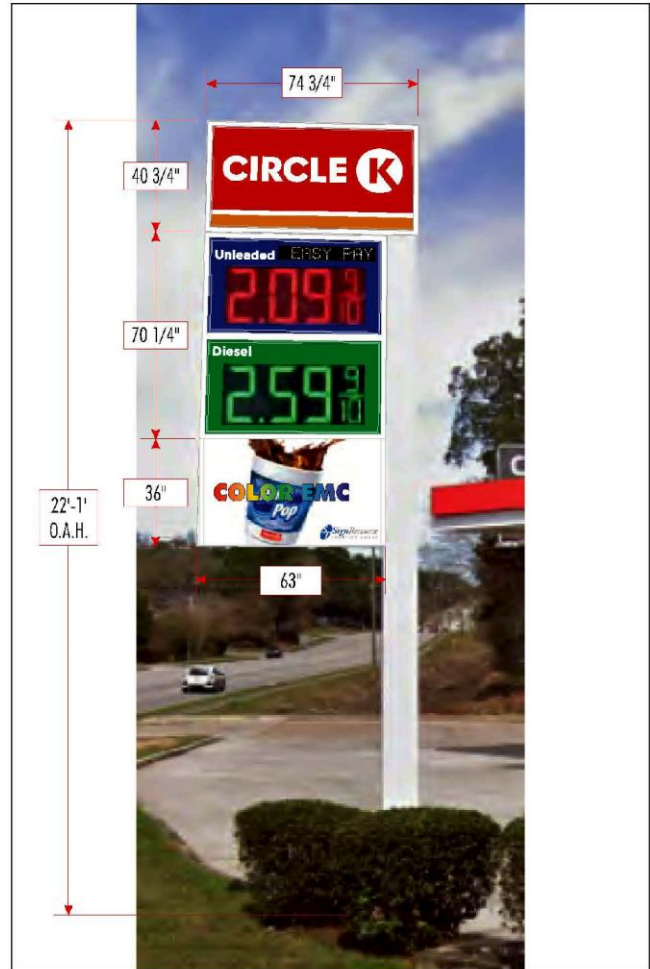 74 3/4"
40 3/4"
CIRCLE K
Unleaded EASY PAY
2.09 9/10
70 1/4"
Diesel
2.59 9/10
36"
COLOR EMC
Pop
22'-1'
O.A.H.
63"
C